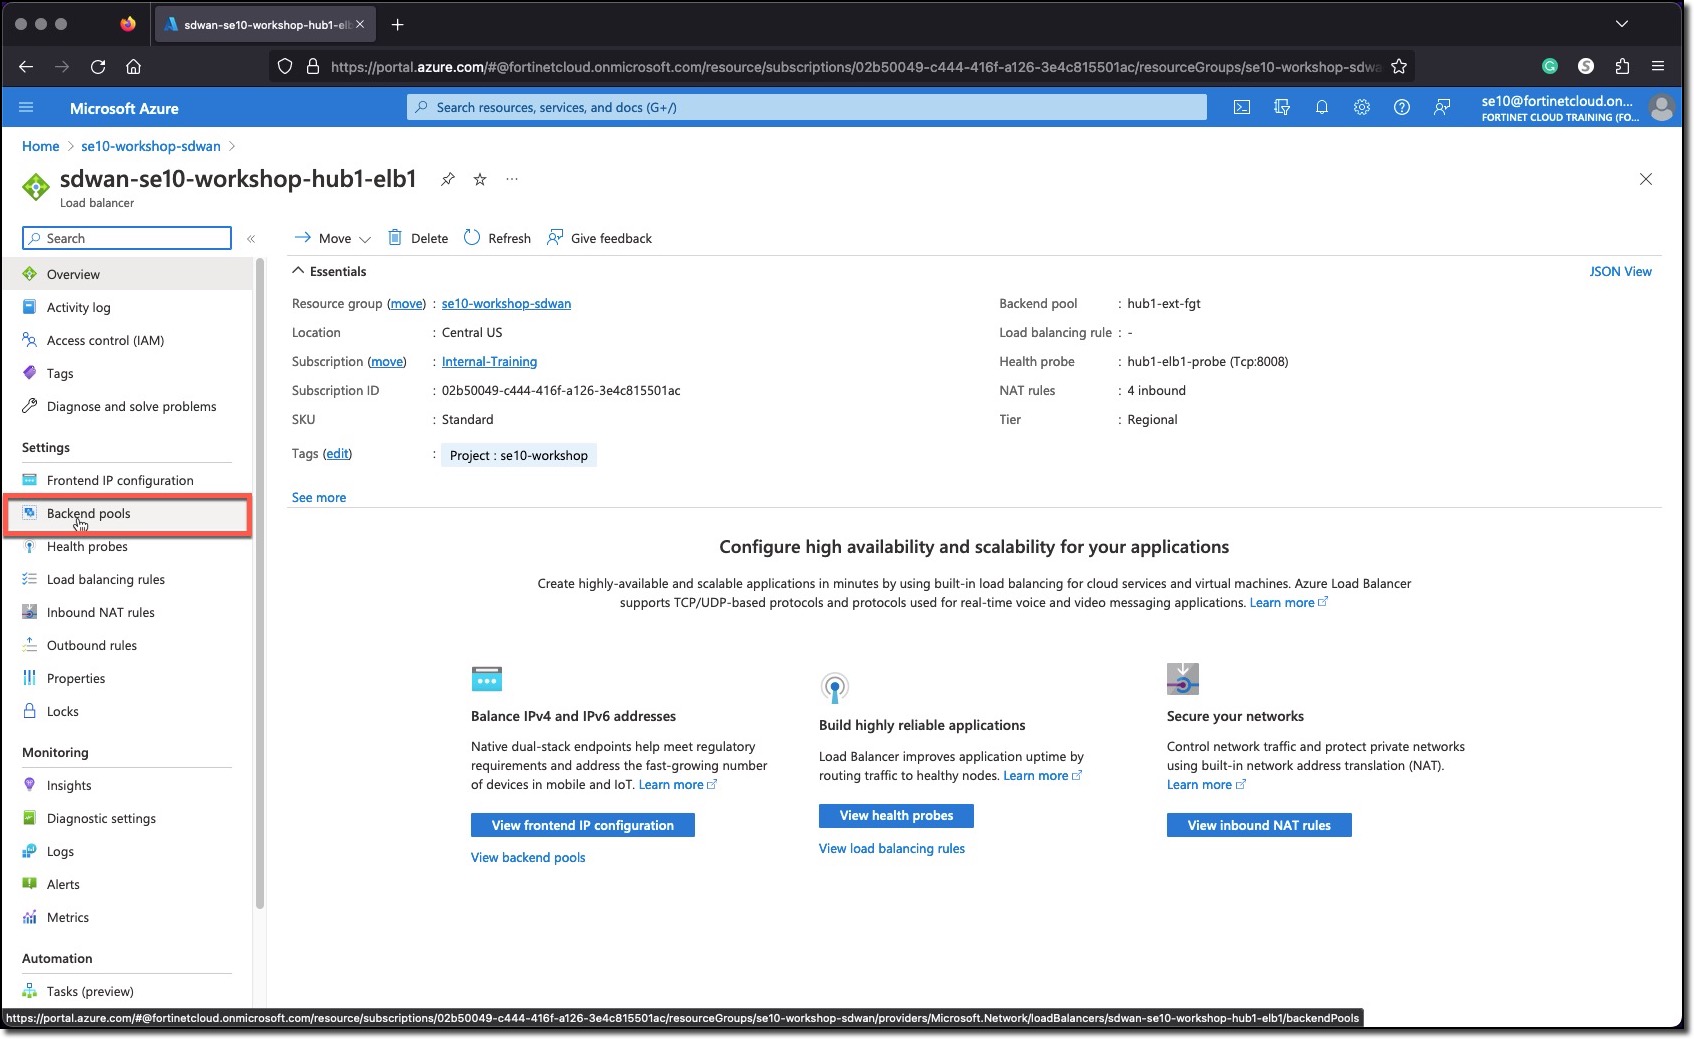 sdwan-se10-workshop-hub1-elb
https://portal.azure.com/#@fortinetcloud.onmicrosoft.com/resource/subscriptions/02b50049-c444-416f-a126-3e4c815501ac/resourceGroups/se10-workshop-sdwa
Microsoft Azure
Search resources, services, and docs (G+/)
se10@fortinetcloud.on...
FORTINET CLOUD TRAINING (FO...
Home > se10-workshop-sdwan >
sdwan-se10-workshop-hub1-elb1
...
Load balancer
Search
«
Move
Delete
Refresh
Give feedback
Overview
Activity log
Access control (IAM)
Tags
Diagnose and solve problems
Settings
Frontend IP configuration
Backend pools
Health probes
Load balancing rules
Inbound NAT rules
Outbound rules
Properties
Locks
Monitoring
Insights
Diagnostic settings
Logs
Alerts
Metrics
Automation
Tasks (preview)
Essentials
JSON View
Resource group (move) : se10-workshop-sdwan
Location : Central US
Subscription (move) : Internal-Training
Subscription ID : 02b50049-c444-416f-a126-3e4c815501ac
SKU : Standard
Tags (edit) : Project : se10-workshop
See more
Backend pool : hub1-ext-fgt
Load balancing rule : -
Health probe : hub1-elb1-probe (Tcp:8008)
NAT rules : 4 inbound
Tier : Regional
Configure high availability and scalability for your applications
Create highly-available and scalable applications in minutes by using built-in load balancing for cloud services and virtual machines. Azure Load Balancer
supports TCP/UDP-based protocols and protocols used for real-time voice and video messaging applications. Learn more
Balance IPv4 and IPv6 addresses
Native dual-stack endpoints help meet regulatory
requirements and address the fast-growing number
of devices in mobile and IoT. Learn more
View frontend IP configuration
View backend pools
Build highly reliable applications
Load Balancer improves application uptime by
routing traffic to healthy nodes. Learn more
View health probes
View load balancing rules
Secure your networks
Control network traffic and protect private networks
using built-in network address translation (NAT).
Learn more
View inbound NAT rules
https://portal.azure.com/#@fortinetcloud.onmicrosoft.com/resource/subscriptions/02b50049-c444-416f-a126-3e4c815501ac/resourceGroups/se10-workshop-sdwan/providers/Microsoft.Network/loadBalancers/sdwan-se10-workshop-hub1-elb1/backendPools